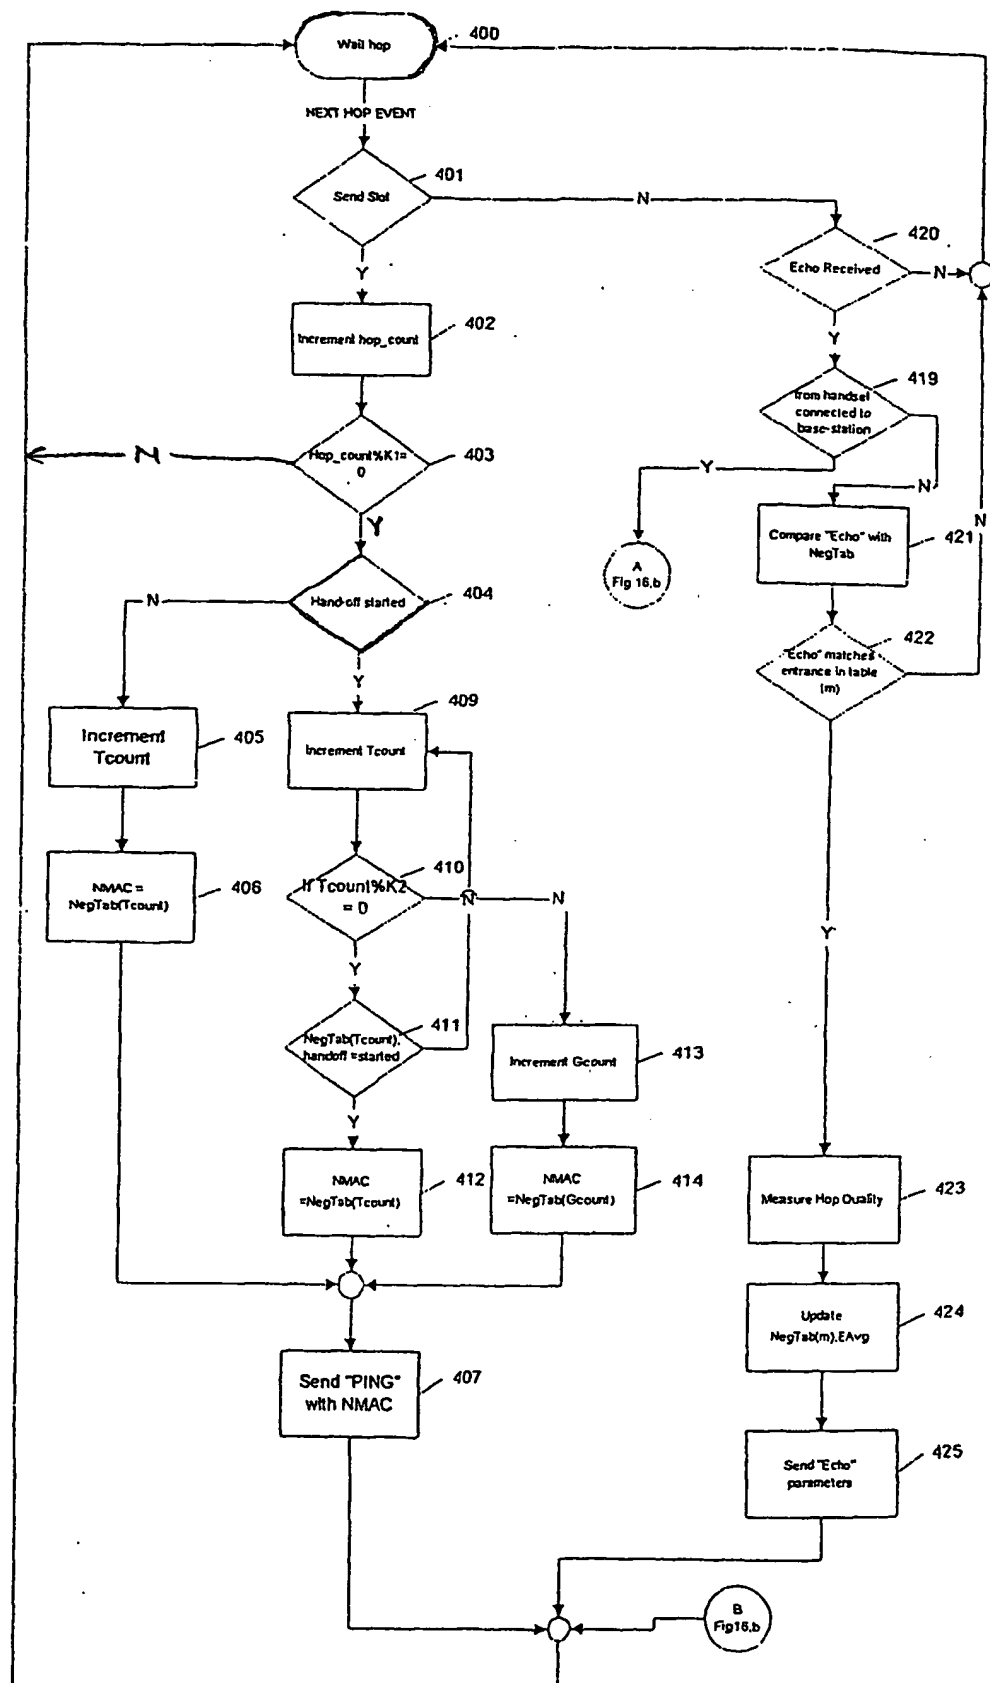 Wait hop
400
NEXT HOP EVENT
Send Slot
401
N
Y
Echo Received
420
N
Y
Increment hop_count
402
from handset
connected to
base-station
419
Y
N
Hop_count%K1=
0
403
N
Y
Compare "Echo" with
NegTab
421
N
A
Fig 16,b
Hand-off started
404
N
Y
"Echo" matches
entrance in table
(m)
422
Increment
Tcount
405
Increment Tcount
409
NMAC =
NegTab(Tcount)
406
If Tcount%K2
= 0
410
N
N
Y
Y
NegTab(Tcount).
handoff =started
411
Y
Increment Gcount
413
NMAC
=NegTab(Tcount)
412
NMAC
=NegTab(Gcount)
414
Measure Hop Quality
423
Update
NegTab(m).EAvg
424
Send "PING"
with NMAC
407
Send "Echo"
parameters
425
B
Fig16,b